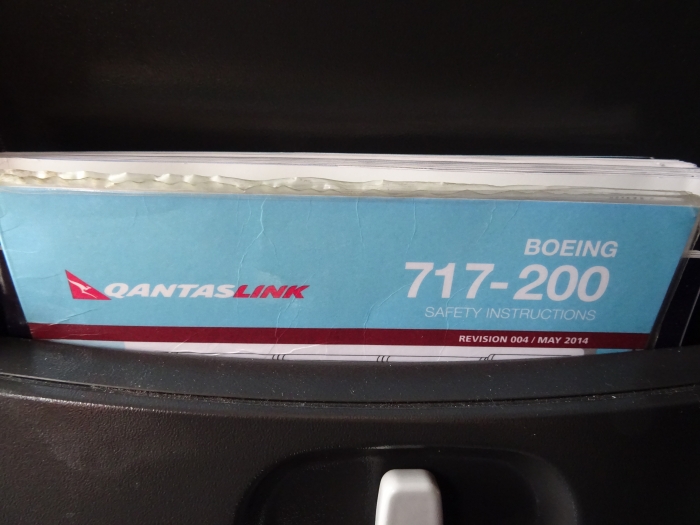 BOEING
717-200
QANTASLINK
SAFETY INSTRUCTIONS
REVISION 004 / MAY 2014